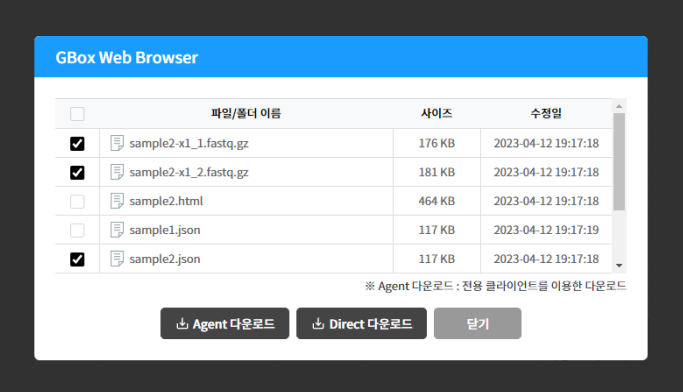 GBox Web Browser
파일/폴더 이름 사이즈 수정일
sample2-x1_1.fastq.gz 176 KB 2023-04-12 19:17:18
sample2-x1_2.fastq.gz 181 KB 2023-04-12 19:17:18
sample2.html 464 KB 2023-04-12 19:17:18
sample1.json 117 KB 2023-04-12 19:17:19
sample2.json 117 KB 2023-04-12 19:17:18
※ Agent 다운로드 : 전용 클라이언트를 이용한 다운로드
Agent 다운로드 Direct 다운로드 닫기